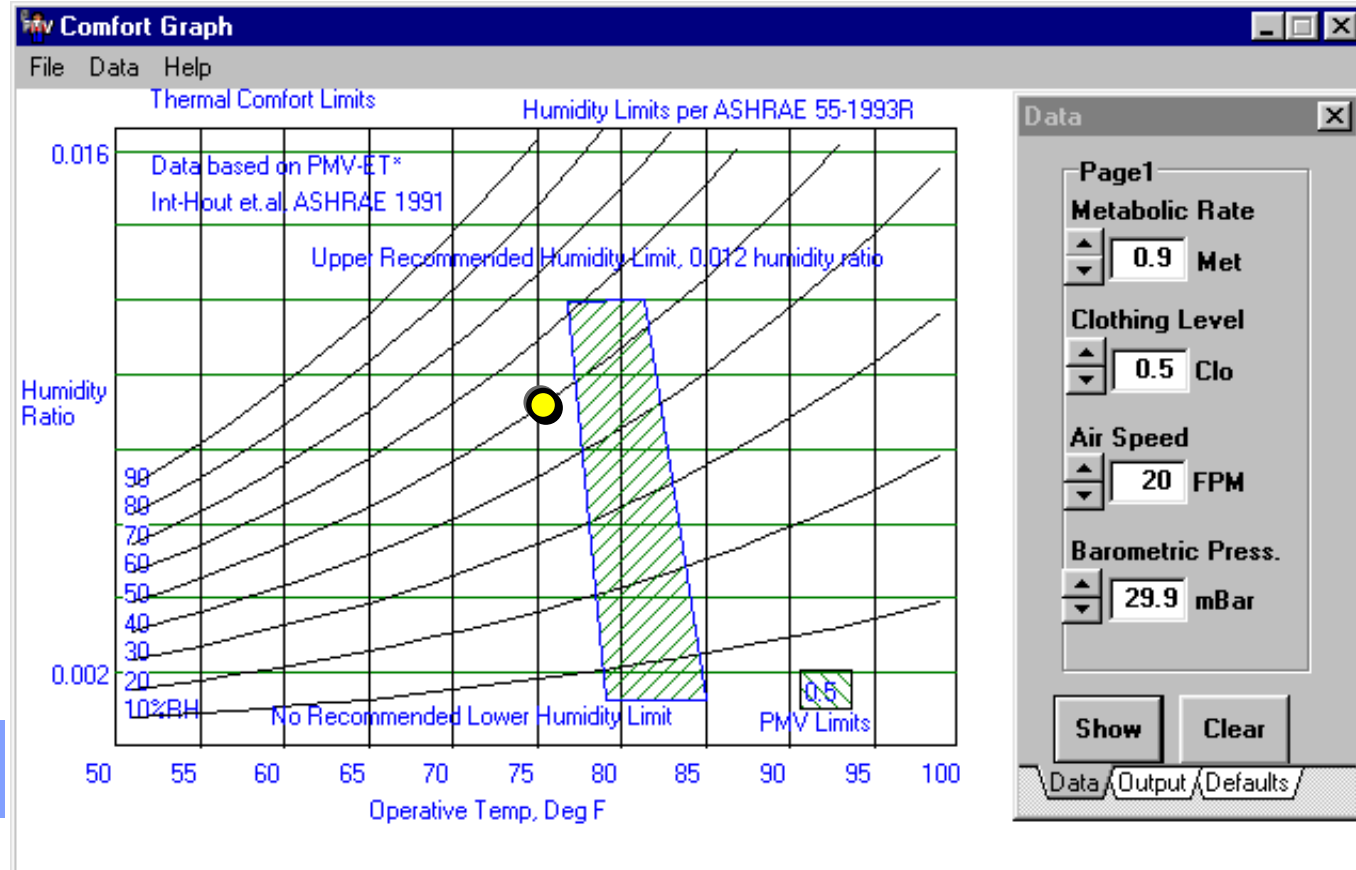 PMV Comfort Graph
File Data Help
Thermal Comfort Limits
Humidity Limits per ASHRAE 55-1993R
0.016
Data based on PMV-ET*
Int-Hout et.al. ASHRAE 1991
Upper Recommended Humidity Limit, 0.012 humidity ratio
Humidity
Ratio
90
80
70
60
50
40
30
20
10%RH
0.002
No Recommended Lower Humidity Limit
0.5
PMV Limits
50 55 60 65 70 75 80 85 90 95 100
Operative Temp, Deg F
Data
Page1
Metabolic Rate
0.9 Met
Clothing Level
0.5 Clo
Air Speed
20 FPM
Barometric Press.
29.9 mBar
Show Clear
Data Output Defaults